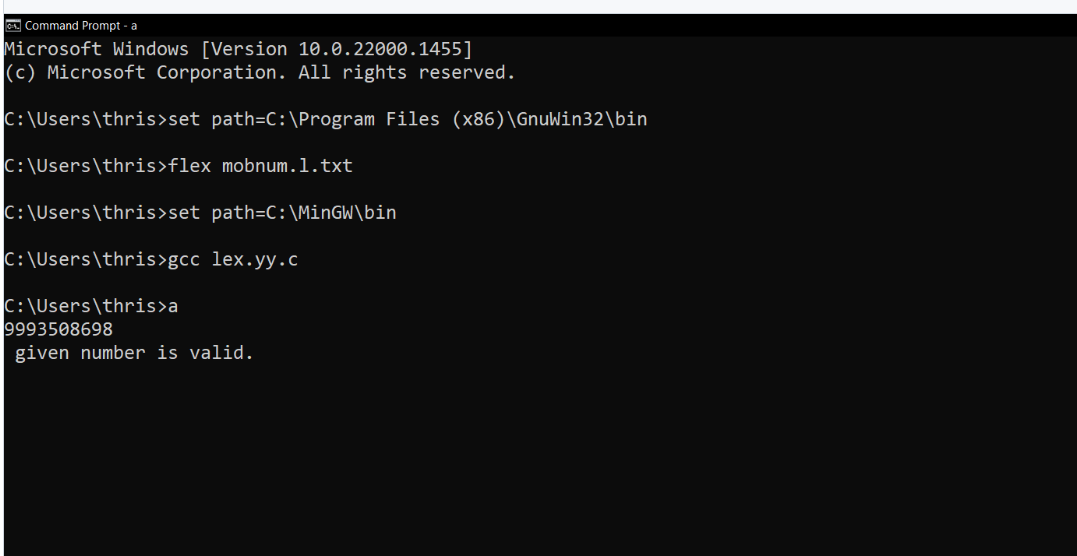 Command Prompt - a
Microsoft Windows [Version 10.0.22000.1455]
(c) Microsoft Corporation. All rights reserved.
C:\Users\thris>set path=C:\Program Files (x86)\GnuWin32\bin
C:\Users\thris>flex mobnum.l.txt
C:\Users\thris>set path=C:\MinGW\bin
C:\Users\thris>gcc lex.yy.c
C:\Users\thris>a
9993508698
given number is valid.